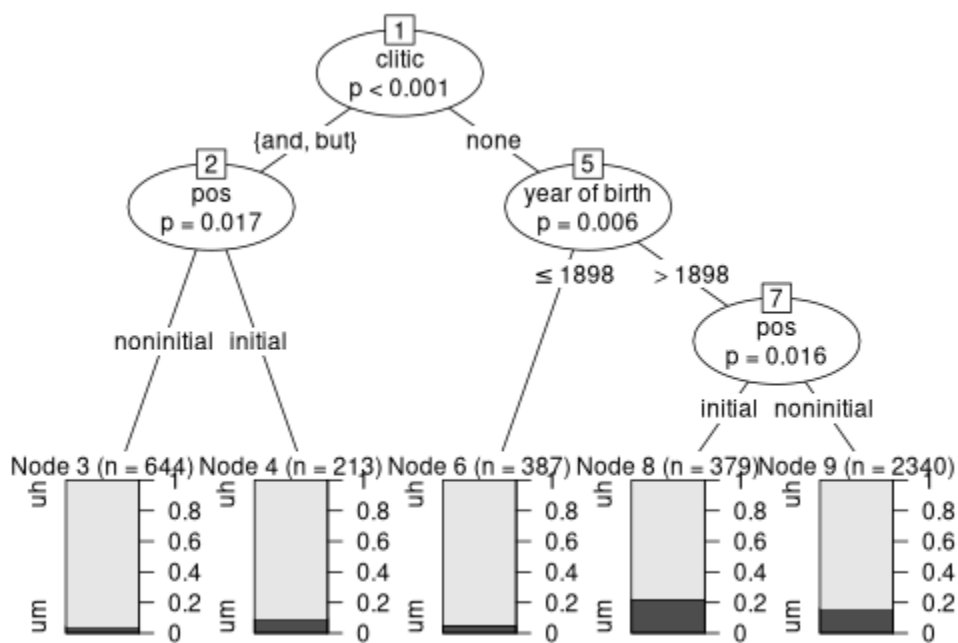 1
clitic
p < 0.001
{and, but}
none
2
pos
p = 0.017
5
year of birth
p = 0.006
≤ 1898
> 1898
7
pos
p = 0.016
noninitial
initial
initial
noninitial
Node 3 (n = 644)
Node 4 (n = 213)
Node 6 (n = 387)
Node 8 (n = 379)
Node 9 (n = 2340)
uh
um
1
0.8
0.6
0.4
0.2
0
uh
um
1
0.8
0.6
0.4
0.2
0
uh
um
1
0.8
0.6
0.4
0.2
0
uh
um
1
0.8
0.6
0.4
0.2
0
uh
um
1
0.8
0.6
0.4
0.2
0